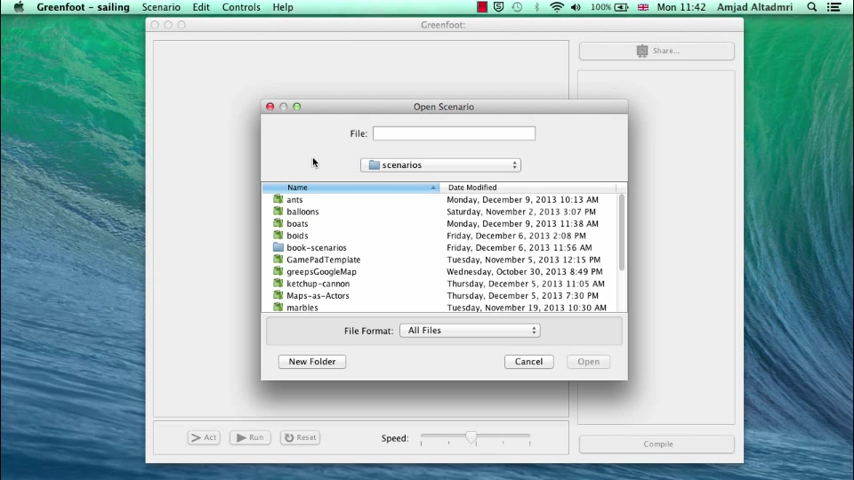 Greenfoot - sailing Scenario Edit Controls Help 100% Mon 11:42 Amjad Altadmri
Greenfoot:
Share...
Open Scenario
File:
scenarios
Name Date Modified
ants Monday, December 9, 2013 10:13 AM
balloons Saturday, November 2, 2013 3:07 PM
boats Monday, December 9, 2013 11:38 AM
boids Friday, December 6, 2013 2:08 PM
book-scenarios Friday, December 6, 2013 11:56 AM
GamePadTemplate Tuesday, November 5, 2013 12:15 PM
greepsGoogleMap Wednesday, October 30, 2013 8:49 PM
ketchup-cannon Thursday, December 5, 2013 11:05 AM
Maps-as-Actors Thursday, December 5, 2013 7:30 PM
marbles Tuesday, November 19, 2013 10:30 AM
File Format: All Files
New Folder Cancel Open
Act Run Reset Speed: Compile